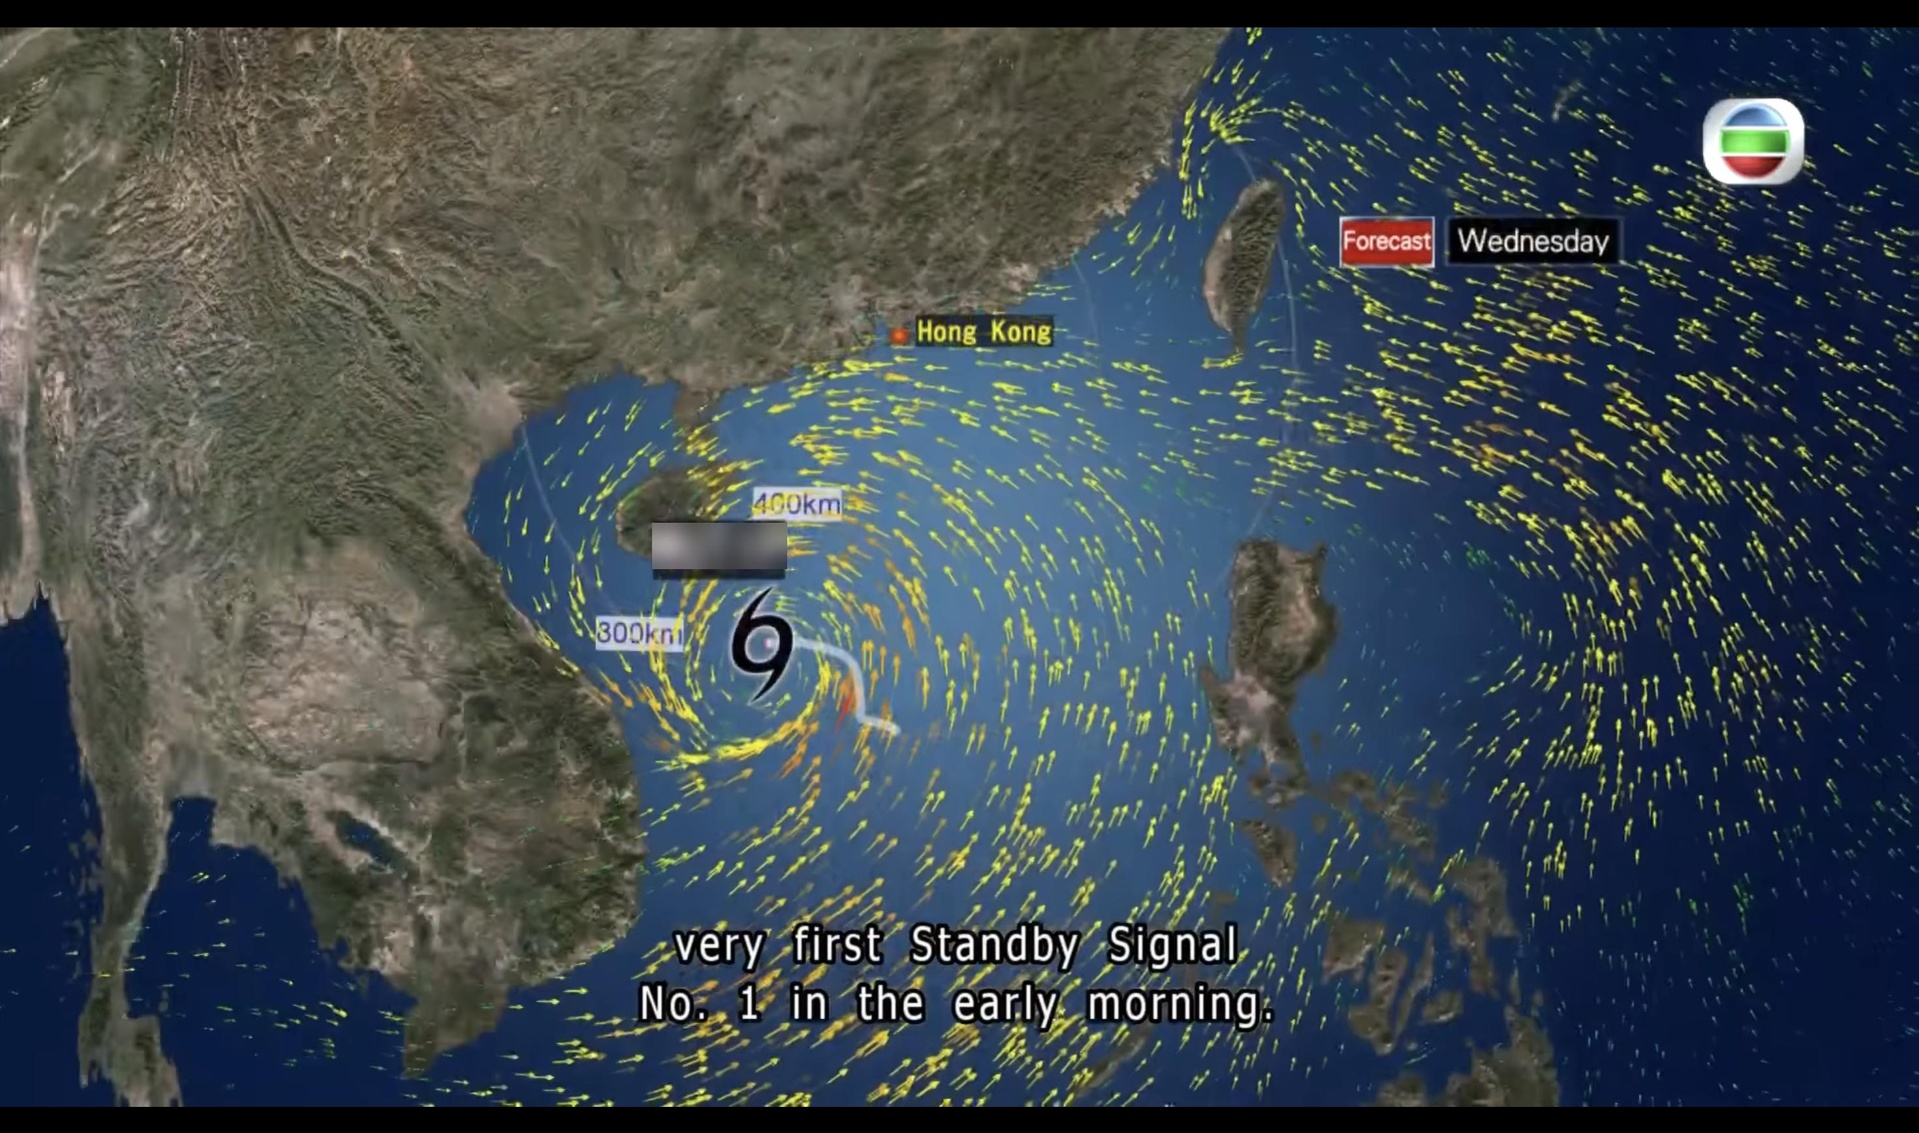 Forecast Wednesday
Hong Kong
400km
300km
very first Standby Signal
No. 1 in the early morning.